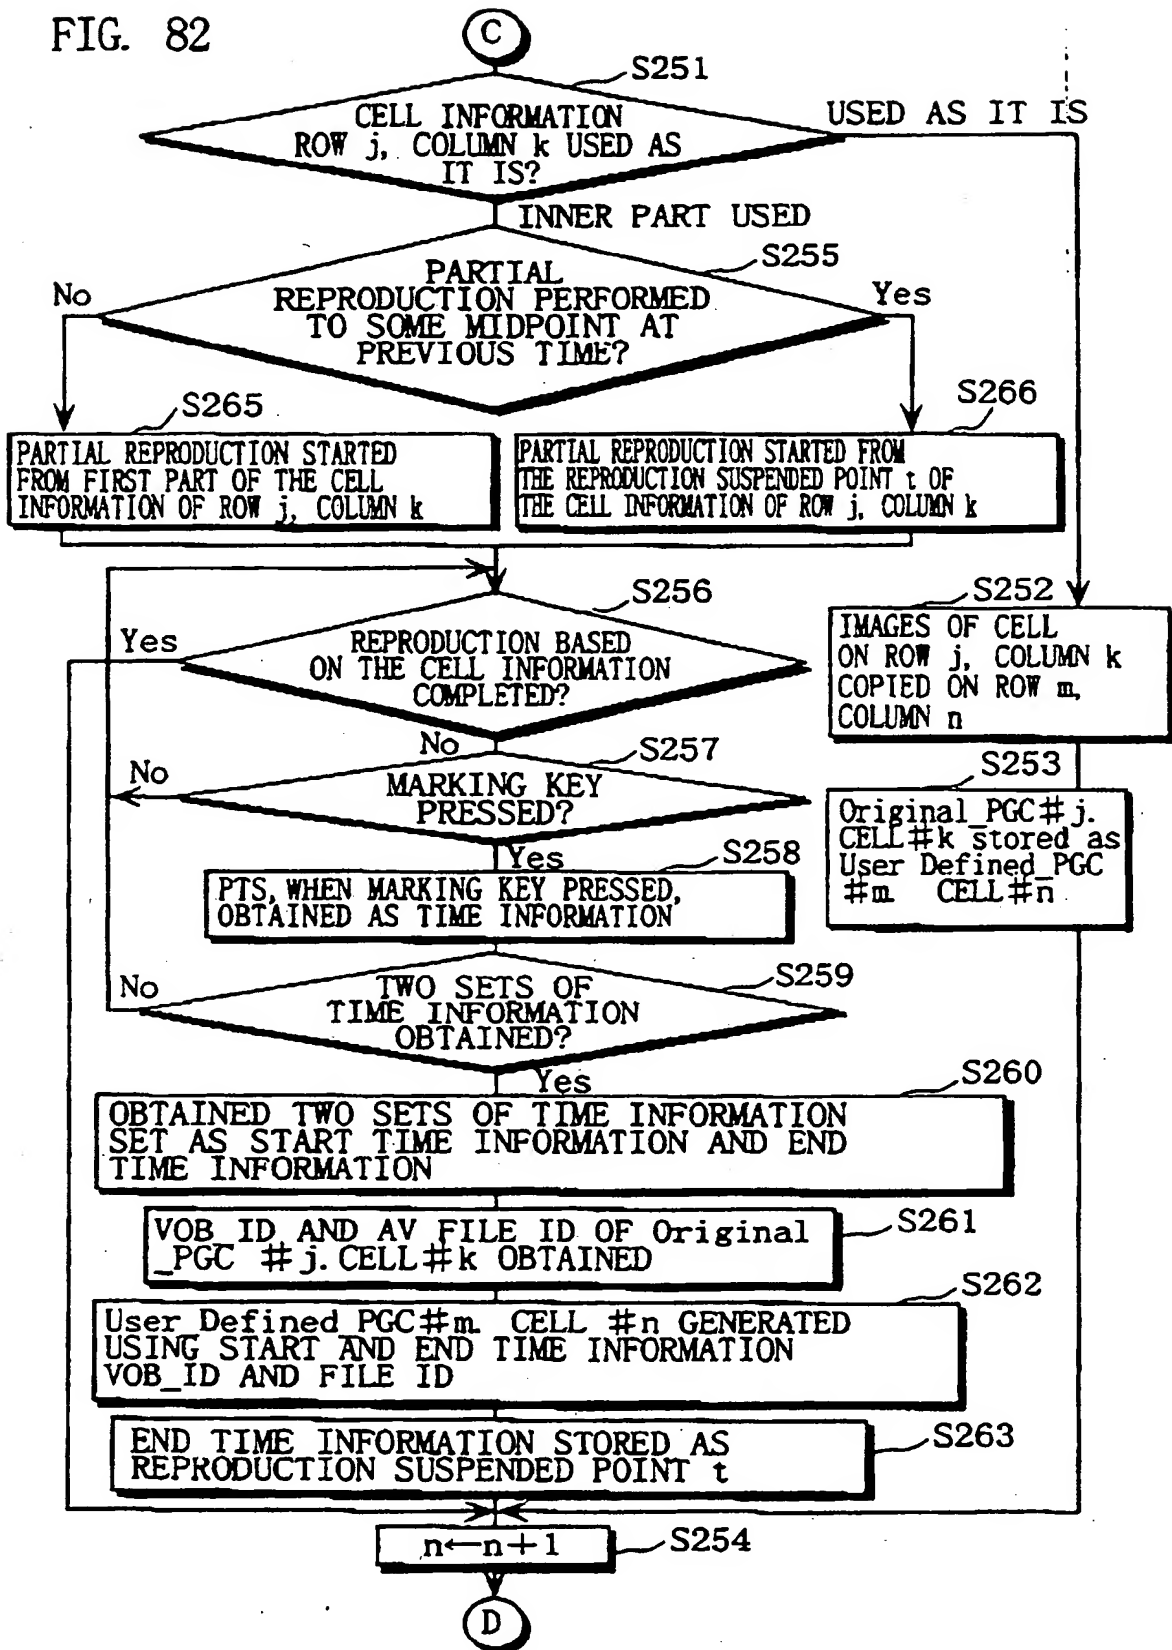 FIG. 82
C
S251
CELL INFORMATION
ROW j, COLUMN k USED AS
IT IS?
USED AS IT IS
INNER PART USED
S255
PARTIAL
REPRODUCTION PERFORMED
TO SOME MIDPOINT AT
PREVIOUS TIME?
No
Yes
S265
PARTIAL REPRODUCTION STARTED
FROM FIRST PART OF THE CELL
INFORMATION OF ROW j, COLUMN k
S266
PARTIAL REPRODUCTION STARTED FROM
THE REPRODUCTION SUSPENDED POINT t OF
THE CELL INFORMATION OF ROW j, COLUMN k
S256
Yes
REPRODUCTION BASED
ON THE CELL INFORMATION
COMPLETED?
S252
IMAGES OF CELL
ON ROW j, COLUMN k
COPIED ON ROW m,
COLUMN n
No
S257
No
MARKING KEY
PRESSED?
S253
Original_PGC#j.
CELL#k stored as
User Defined_PGC
#m CELL#n
Yes
S258
PTS, WHEN MARKING KEY PRESSED,
OBTAINED AS TIME INFORMATION
S259
No
TWO SETS OF
TIME INFORMATION
OBTAINED?
Yes
S260
OBTAINED TWO SETS OF TIME INFORMATION
SET AS START TIME INFORMATION AND END
TIME INFORMATION
S261
VOB_ID AND AV FILE ID OF Original
_PGC #j.CELL#k OBTAINED
S262
User Defined_PGC#m CELL #n GENERATED
USING START AND END TIME INFORMATION
VOB_ID AND FILE ID
S263
END TIME INFORMATION STORED AS
REPRODUCTION SUSPENDED POINT t
n←n+1
S254
D